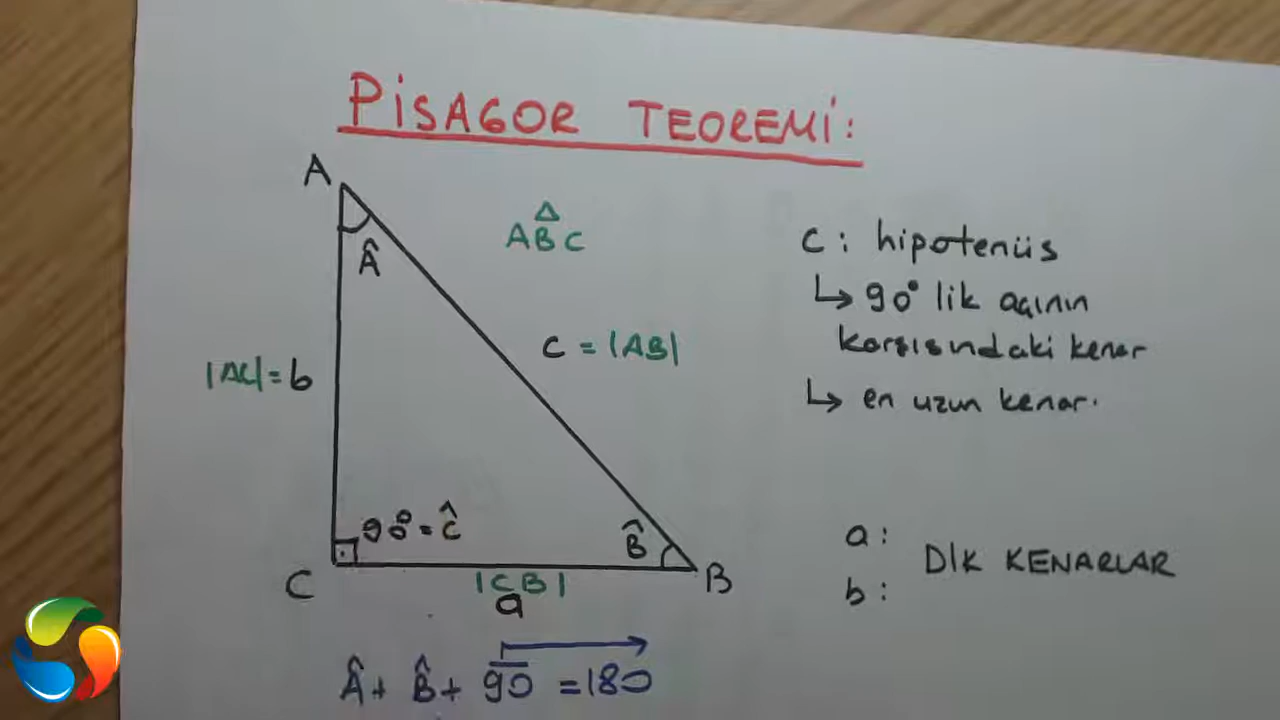 PİSAGOR TEOREMİ:
A
Â
ABC
c = |AB|
|AC| = b
90° = Ĉ
B̂
C
|CB|
a
B
Â + B̂ + 90 = 180
c: hipotenüs
↳ 90° lik açının
karşısındaki kenar
↳ en uzun kenar.
a:
b:
DİK KENARLAR